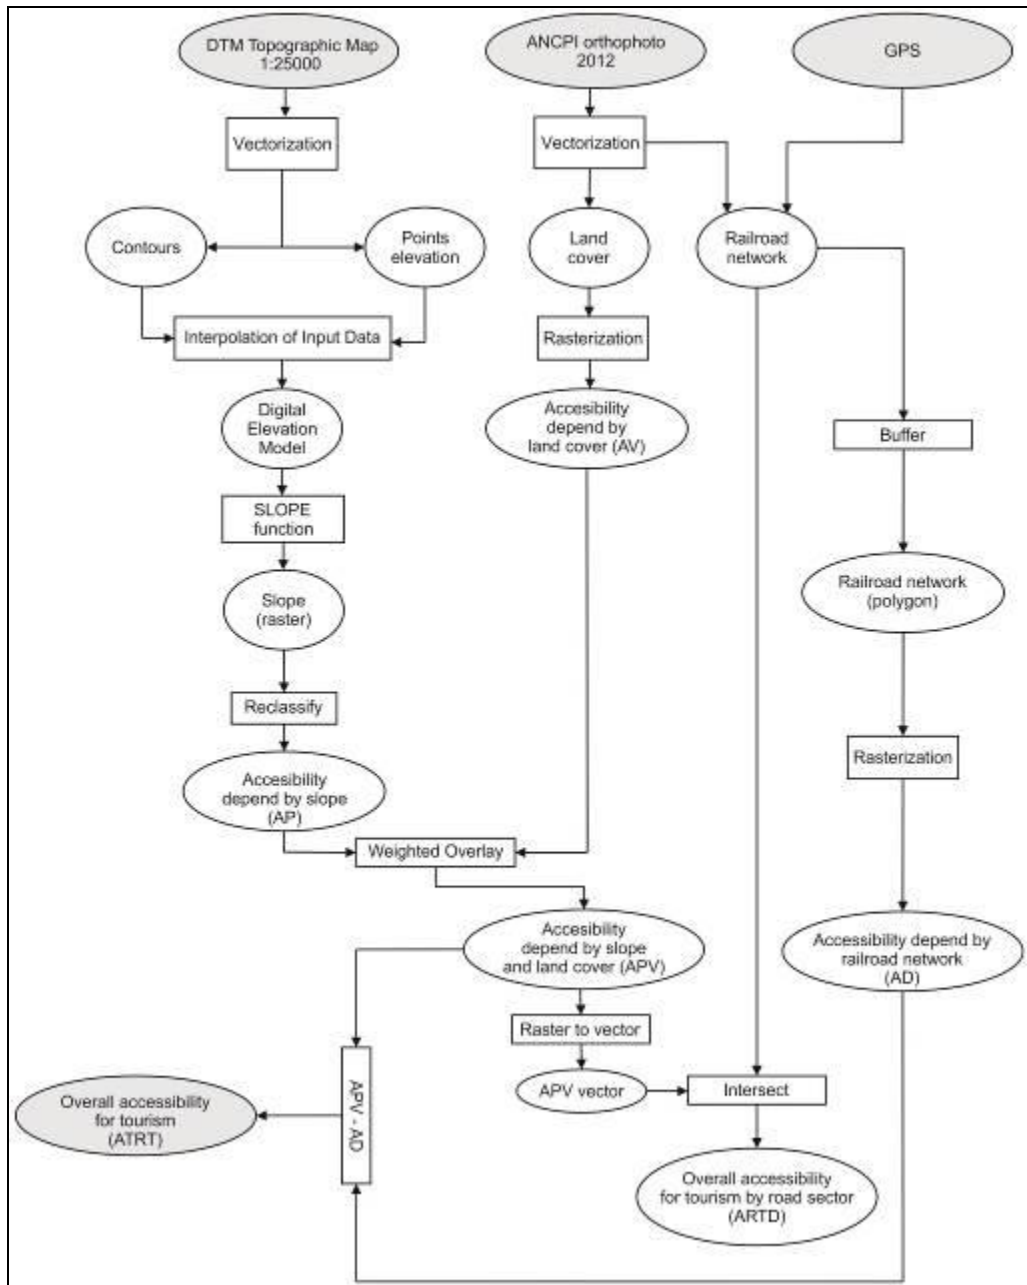 DTM Topographic Map
1:25000
ANCPI orthophoto
2012
GPS
Vectorization
Vectorization
Contours
Points
elevation
Land
cover
Railroad
network
Interpolation of Input Data
Rasterization
Digital
Elevation
Model
Accesibility
depend by
land cover (AV)
Buffer
SLOPE
function
Slope
(raster)
Railroad network
(polygon)
Reclassify
Rasterization
Accesibility
depend by slope
(AP)
Weighted Overlay
Accesibility
depend by slope
and land cover (APV)
Accessibility depend by
railroad network
(AD)
Raster to vector
APV vector
Intersect
APV - AD
Overall accessibility
for tourism
(ATRT)
Overall accessibility
for tourism by road sector
(ARTD)